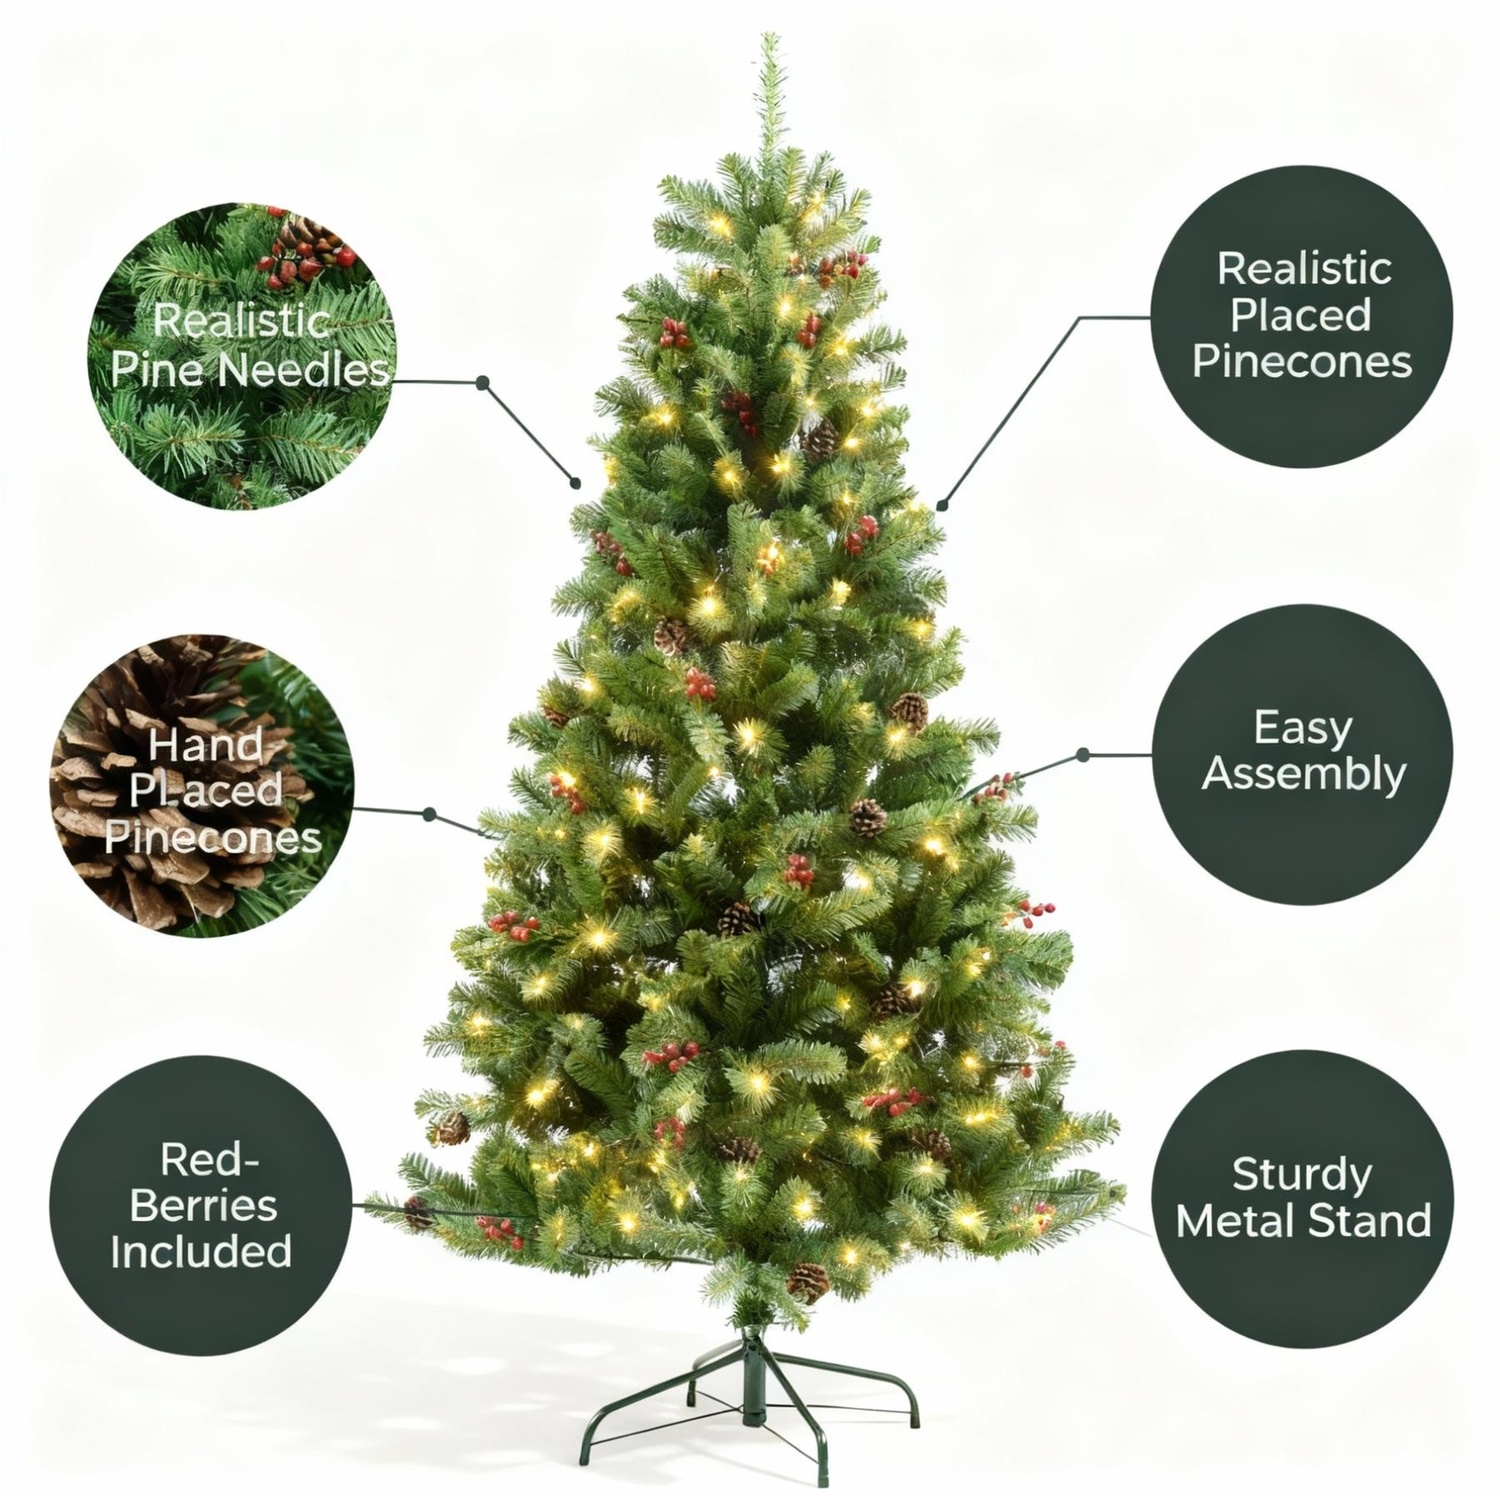 Realistic
Pine Needles
Hand
PLaced
Pinecones
Red-
Berries
Included
Realistic
Placed
Pinecones
Easy
Assembly
Sturdy
Metal Stand